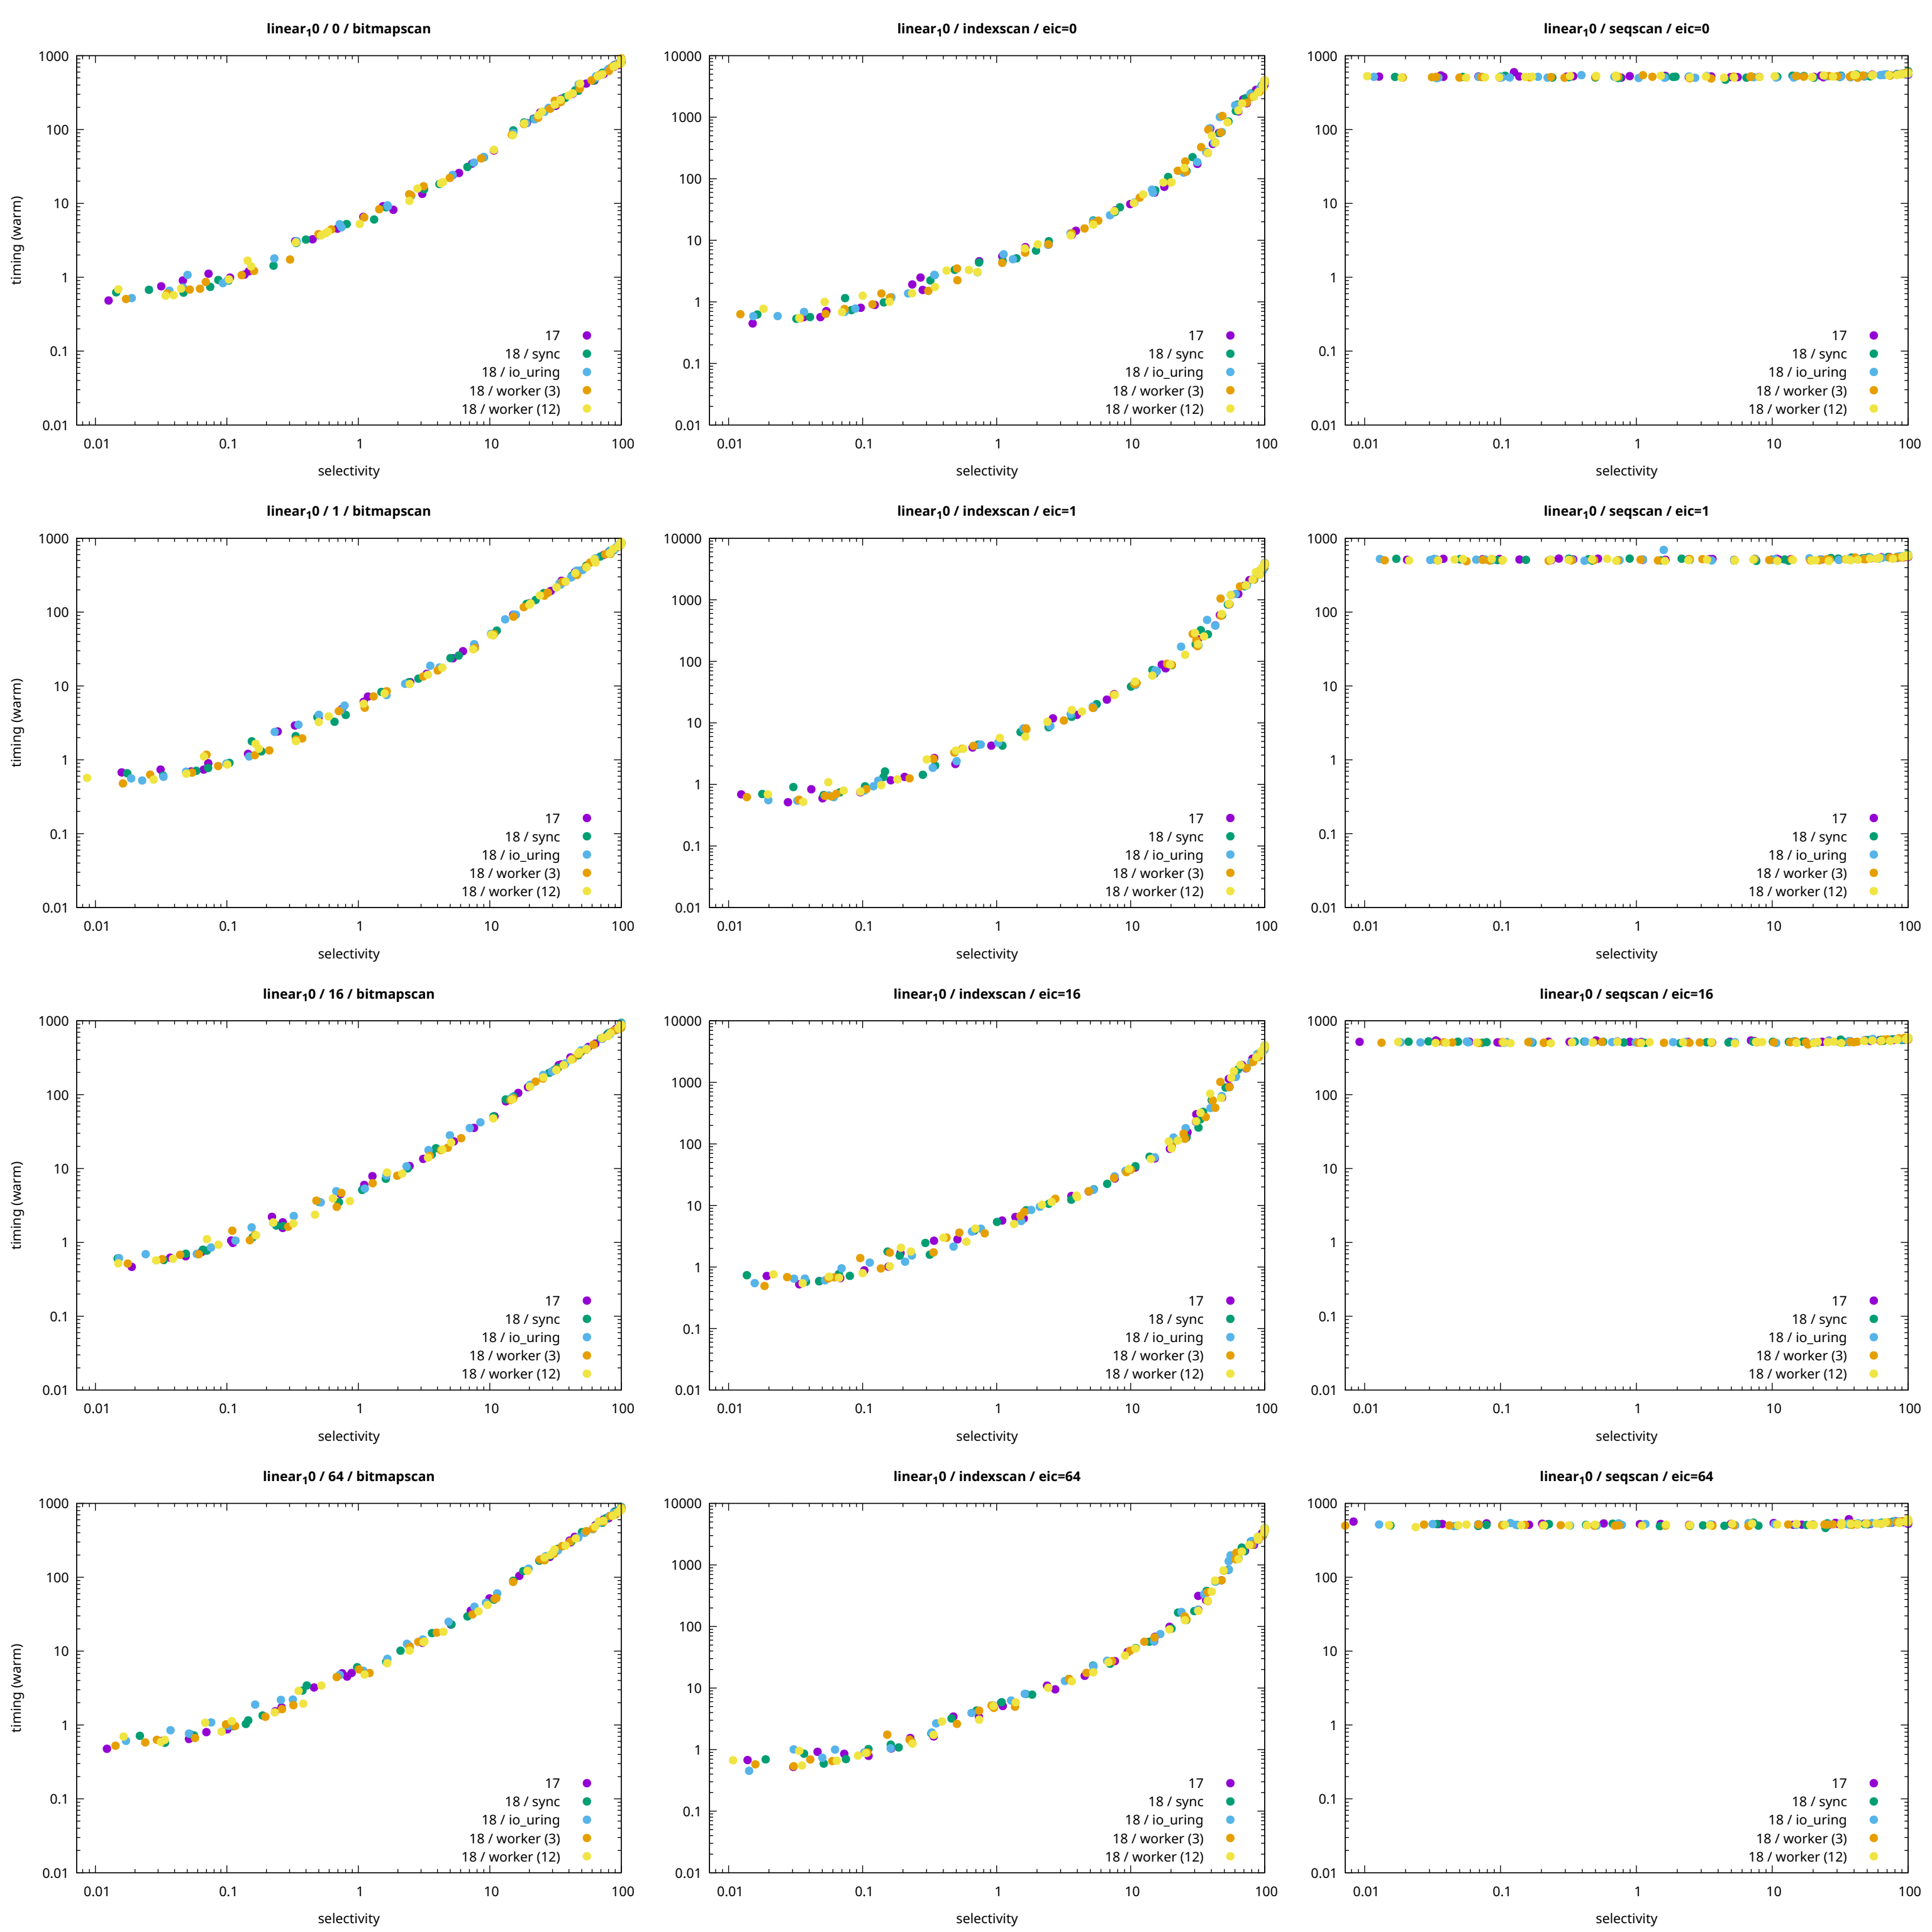 linear₁0 / 0 / bitmapscan
1000
100
10
1
0.1
0.01
timing (warm)
17
18 / sync
18 / io_uring
18 / worker (3)
18 / worker (12)
0.01 0.1 1 10 100
selectivity
linear₁0 / indexscan / eic=0
10000
1000
100
10
1
0.1
0.01
17
18 / sync
18 / io_uring
18 / worker (3)
18 / worker (12)
0.01 0.1 1 10 100
selectivity
linear₁0 / seqscan / eic=0
1000
100
10
1
0.1
0.01
17
18 / sync
18 / io_uring
18 / worker (3)
18 / worker (12)
0.01 0.1 1 10 100
selectivity
linear₁0 / 1 / bitmapscan
1000
100
10
1
0.1
0.01
timing (warm)
17
18 / sync
18 / io_uring
18 / worker (3)
18 / worker (12)
0.01 0.1 1 10 100
selectivity
linear₁0 / indexscan / eic=1
10000
1000
100
10
1
0.1
0.01
17
18 / sync
18 / io_uring
18 / worker (3)
18 / worker (12)
0.01 0.1 1 10 100
selectivity
linear₁0 / seqscan / eic=1
1000
100
10
1
0.1
0.01
17
18 / sync
18 / io_uring
18 / worker (3)
18 / worker (12)
0.01 0.1 1 10 100
selectivity
linear₁0 / 16 / bitmapscan
1000
100
10
1
0.1
0.01
timing (warm)
17
18 / sync
18 / io_uring
18 / worker (3)
18 / worker (12)
0.01 0.1 1 10 100
selectivity
linear₁0 / indexscan / eic=16
10000
1000
100
10
1
0.1
0.01
17
18 / sync
18 / io_uring
18 / worker (3)
18 / worker (12)
0.01 0.1 1 10 100
selectivity
linear₁0 / seqscan / eic=16
1000
100
10
1
0.1
0.01
17
18 / sync
18 / io_uring
18 / worker (3)
18 / worker (12)
0.01 0.1 1 10 100
selectivity
linear₁0 / 64 / bitmapscan
1000
100
10
1
0.1
0.01
timing (warm)
17
18 / sync
18 / io_uring
18 / worker (3)
18 / worker (12)
0.01 0.1 1 10 100
selectivity
linear₁0 / indexscan / eic=64
10000
1000
100
10
1
0.1
0.01
17
18 / sync
18 / io_uring
18 / worker (3)
18 / worker (12)
0.01 0.1 1 10 100
selectivity
linear₁0 / seqscan / eic=64
1000
100
10
1
0.1
0.01
17
18 / sync
18 / io_uring
18 / worker (3)
18 / worker (12)
0.01 0.1 1 10 100
selectivity